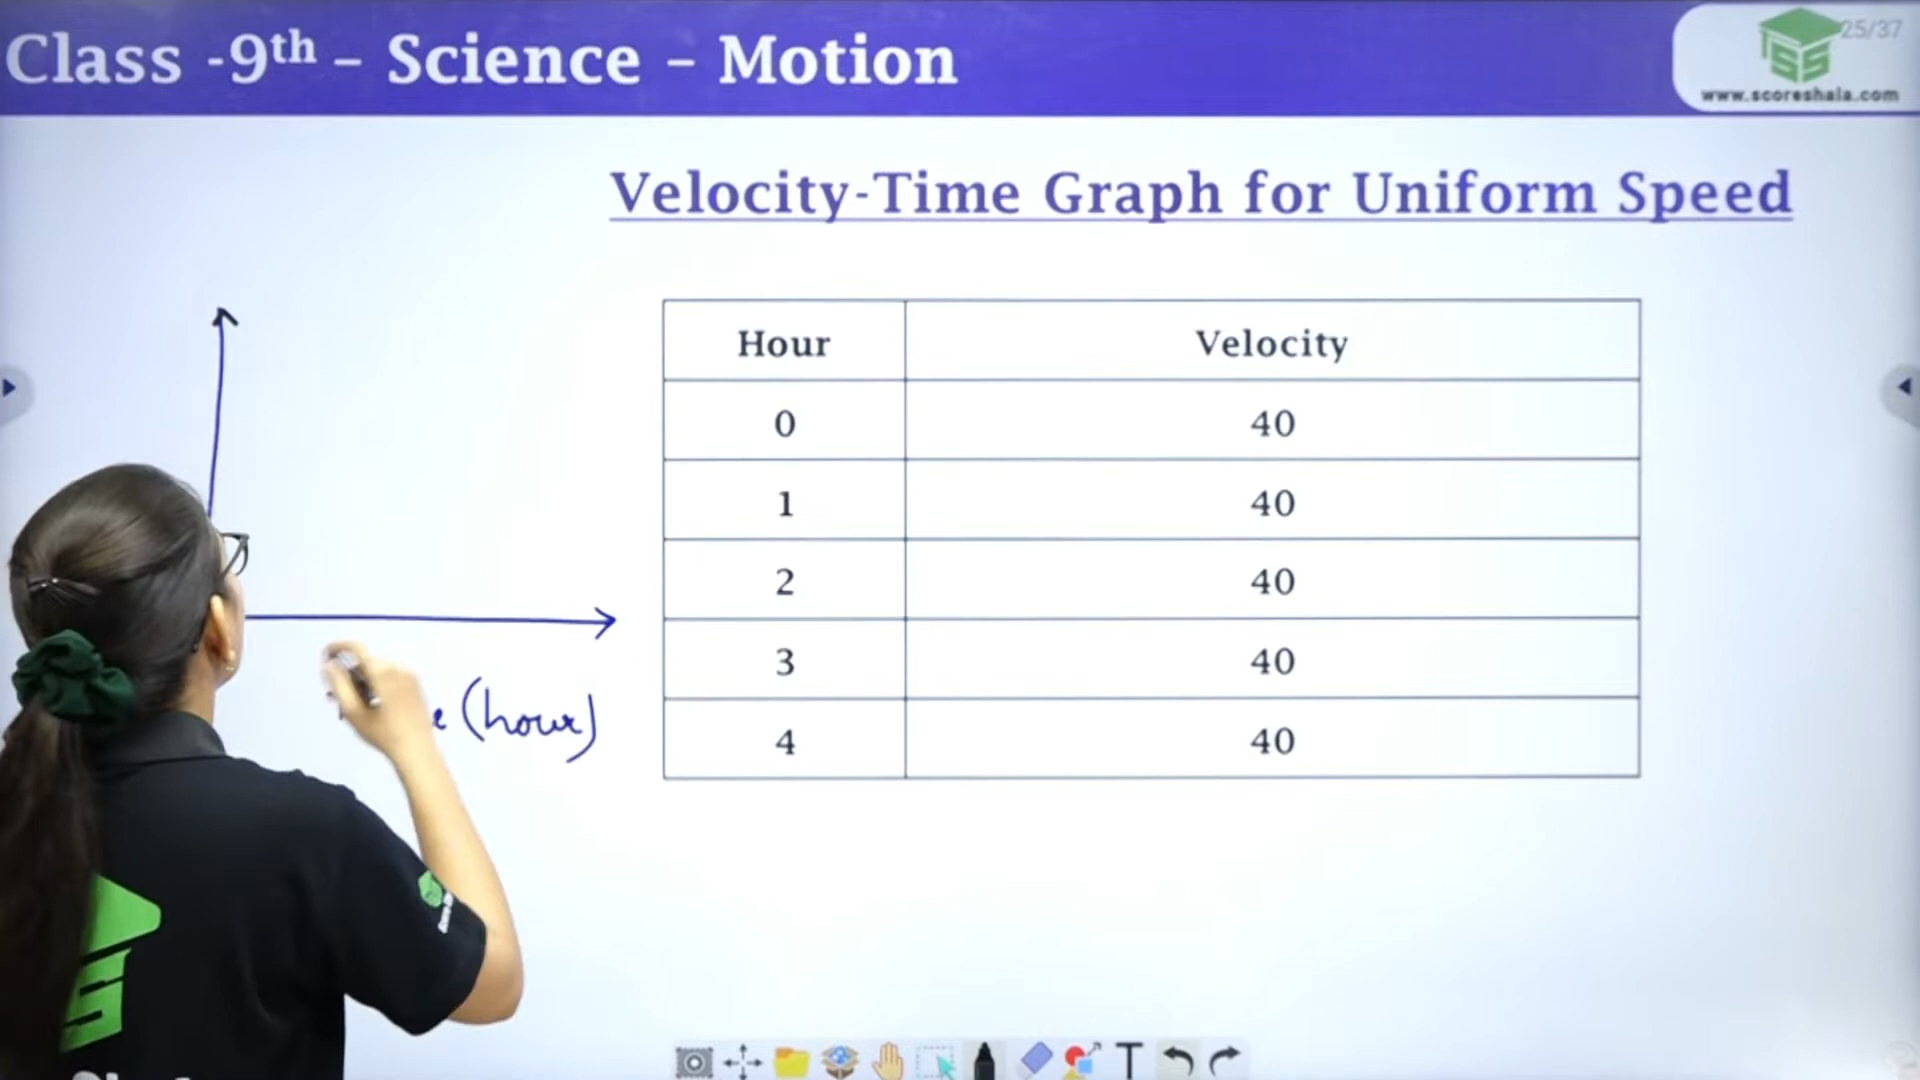 Class -9th – Science – Motion
25/37
www.scoreshala.com
Velocity-Time Graph for Uniform Speed
Hour Velocity
0 40
1 40
2 40
3 40
4 40
(hour)
T